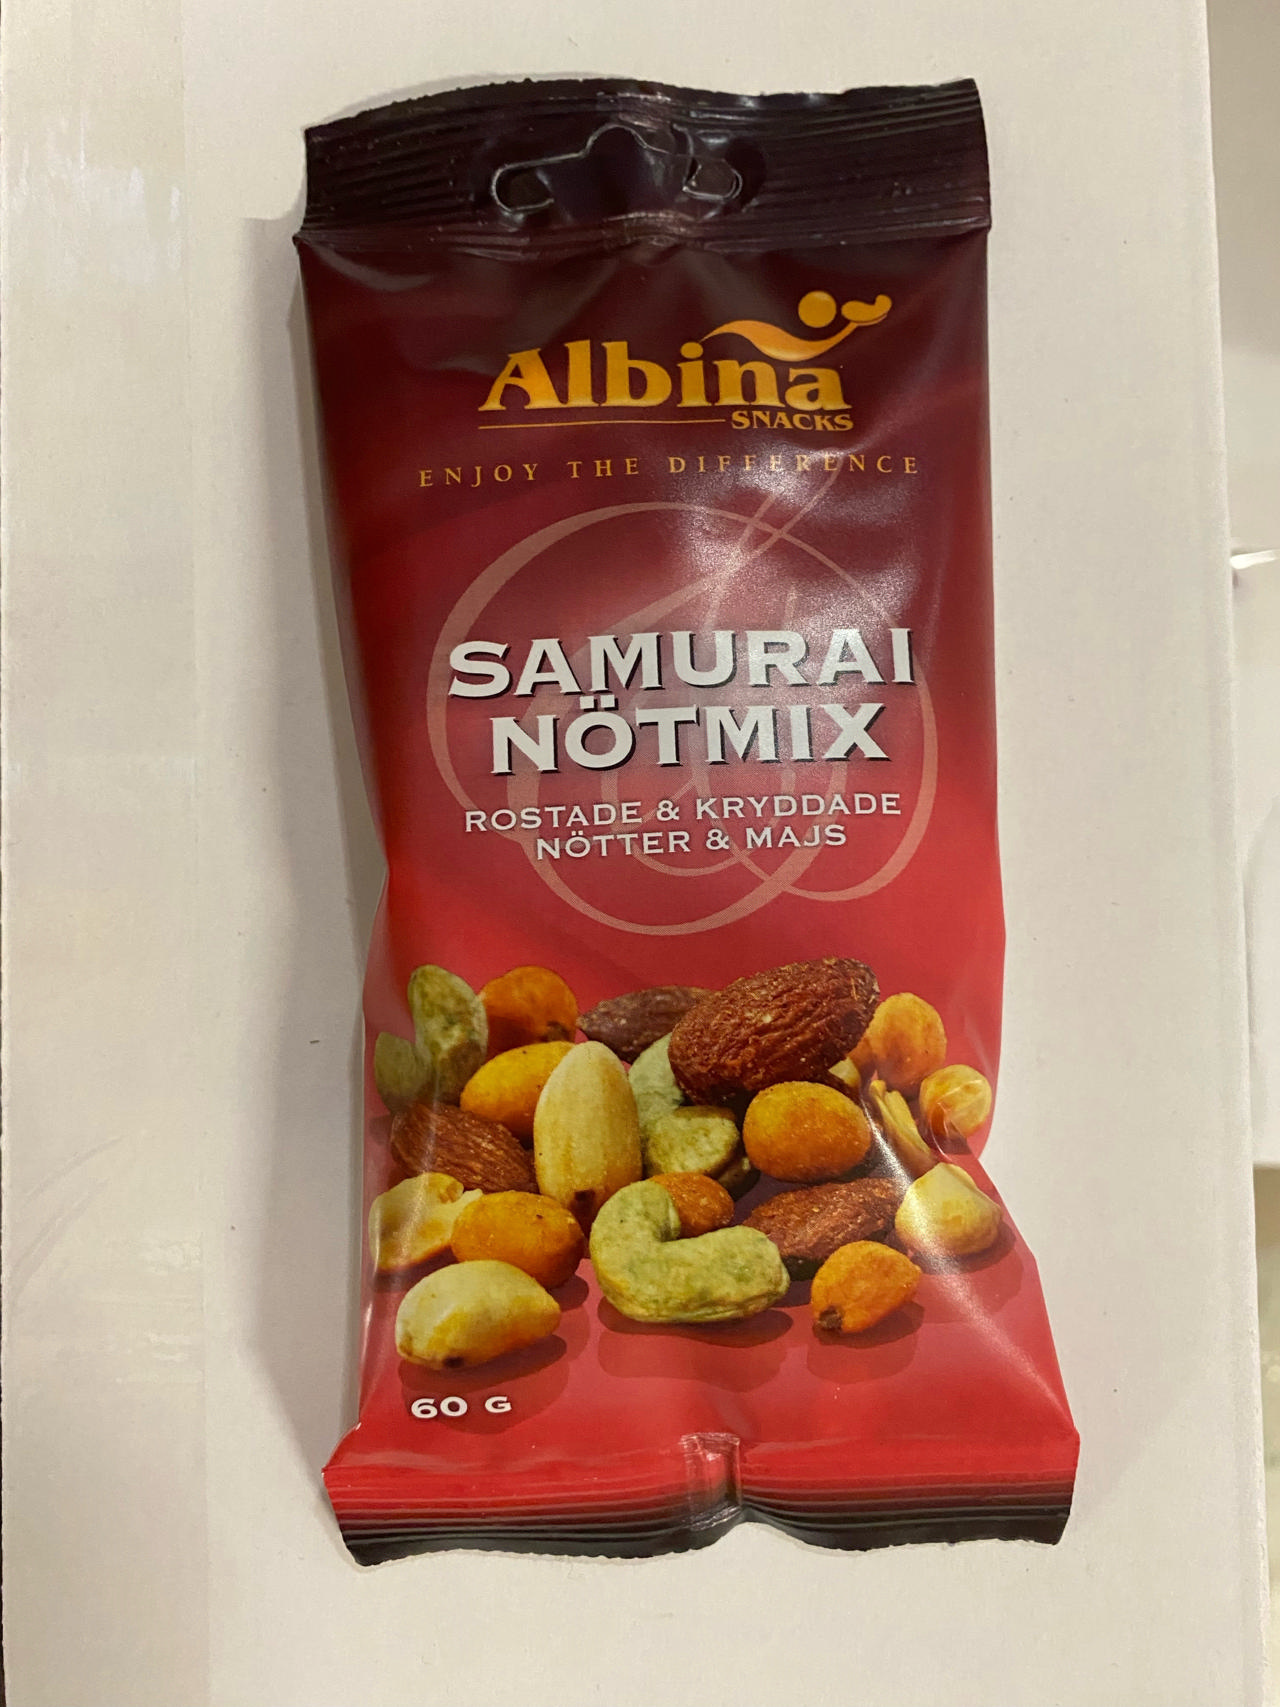 Albina
SNACKS
ENJOY THE DIFFERENCE
SAMURAI
NÖTMIX
ROSTADE & KRYDDADE
NÖTTER & MAJS
60 G